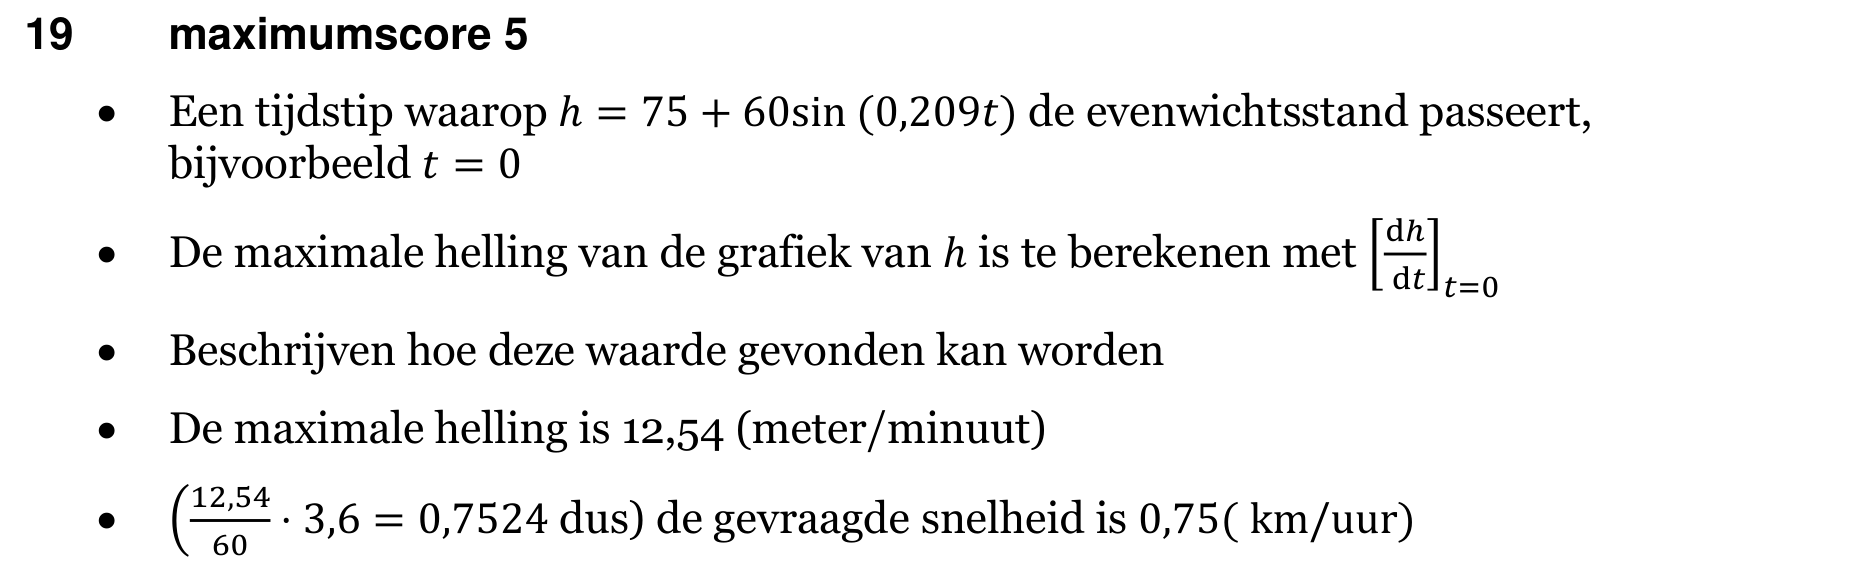 19 maximumscore 5
• Een tijdstip waarop h = 75 + 60sin (0,209t) de evenwichtsstand passeert,
bijvoorbeeld t = 0
• De maximale helling van de grafiek van h is te berekenen met [dh/dt]t=0
• Beschrijven hoe deze waarde gevonden kan worden
• De maximale helling is 12,54 (meter/minuut)
• (12,54/60 · 3,6 = 0,7524 dus) de gevraagde snelheid is 0,75( km/uur)